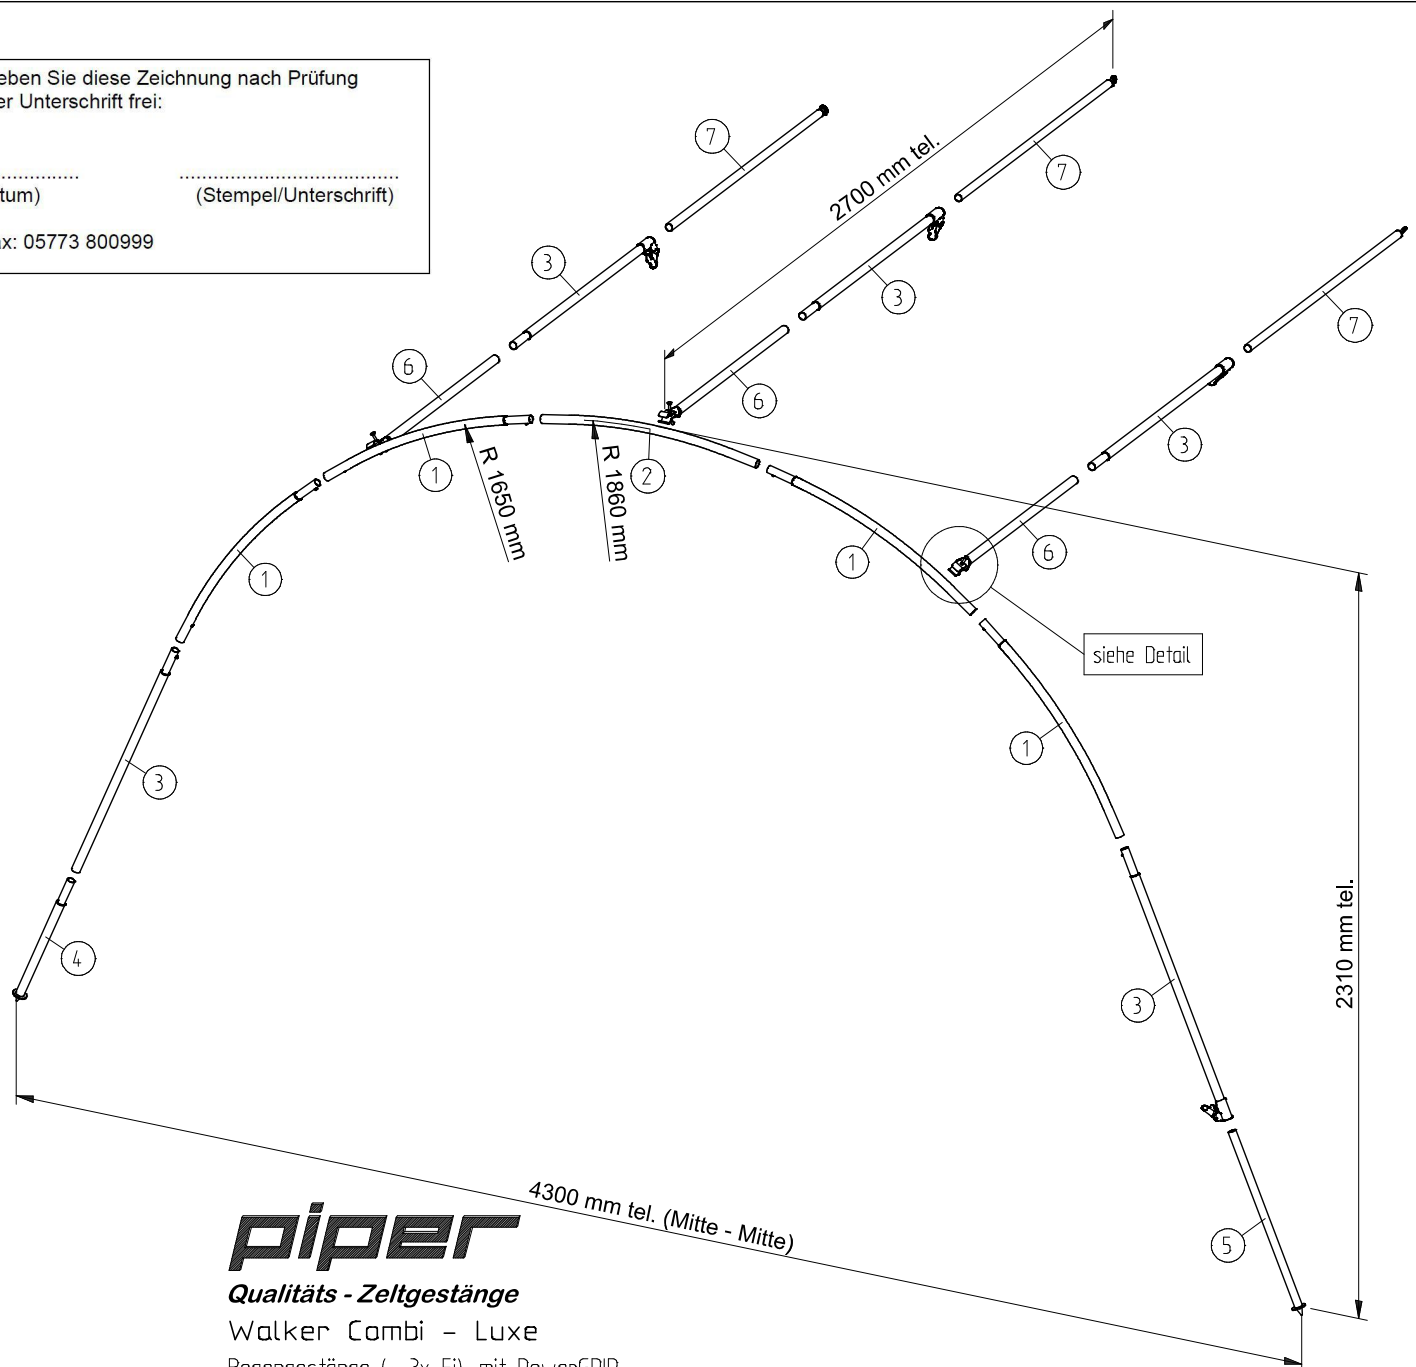 eben Sie diese Zeichnung nach Prüfung
er Unterschrift frei:
................ .......................................
tum) (Stempel/Unterschrift)
ax: 05773 800999
7
2700 mm tel.
7
3
3
7
6
6
3
1
R 1650 mm
R 1860 mm
2
1
6
1
siehe Detail
1
3
4
3
2310 mm tel.
4300 mm tel. (Mitte - Mitte)
5
piper
Qualitäts - Zeltgestänge
Walker Combi - Luxe